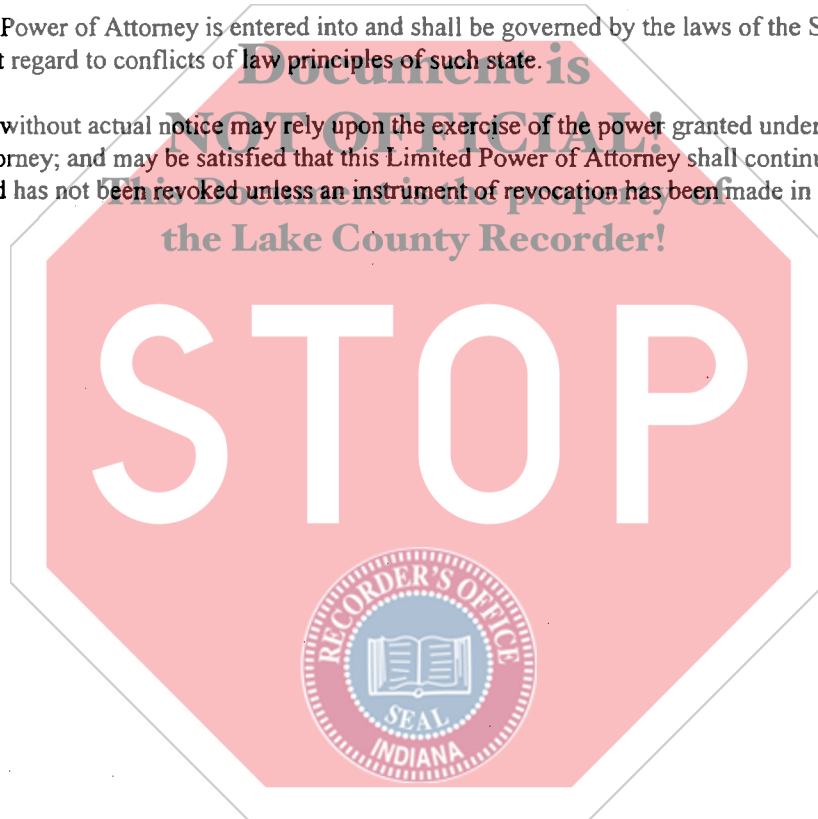 Power of Attorney is entered into and shall be governed by the laws of the S
t regard to conflicts of law principles of such state.
Document is
without actual notice may rely upon the exercise of the power granted under
NOT OFFICIAL!
orney; and may be satisfied that this Limited Power of Attorney shall continu
d has not been revoked unless an instrument of revocation has been made in
This Document is the property of
the Lake County Recorder!
STOP
RECORDER'S OFFICE
SEAL
INDIANA